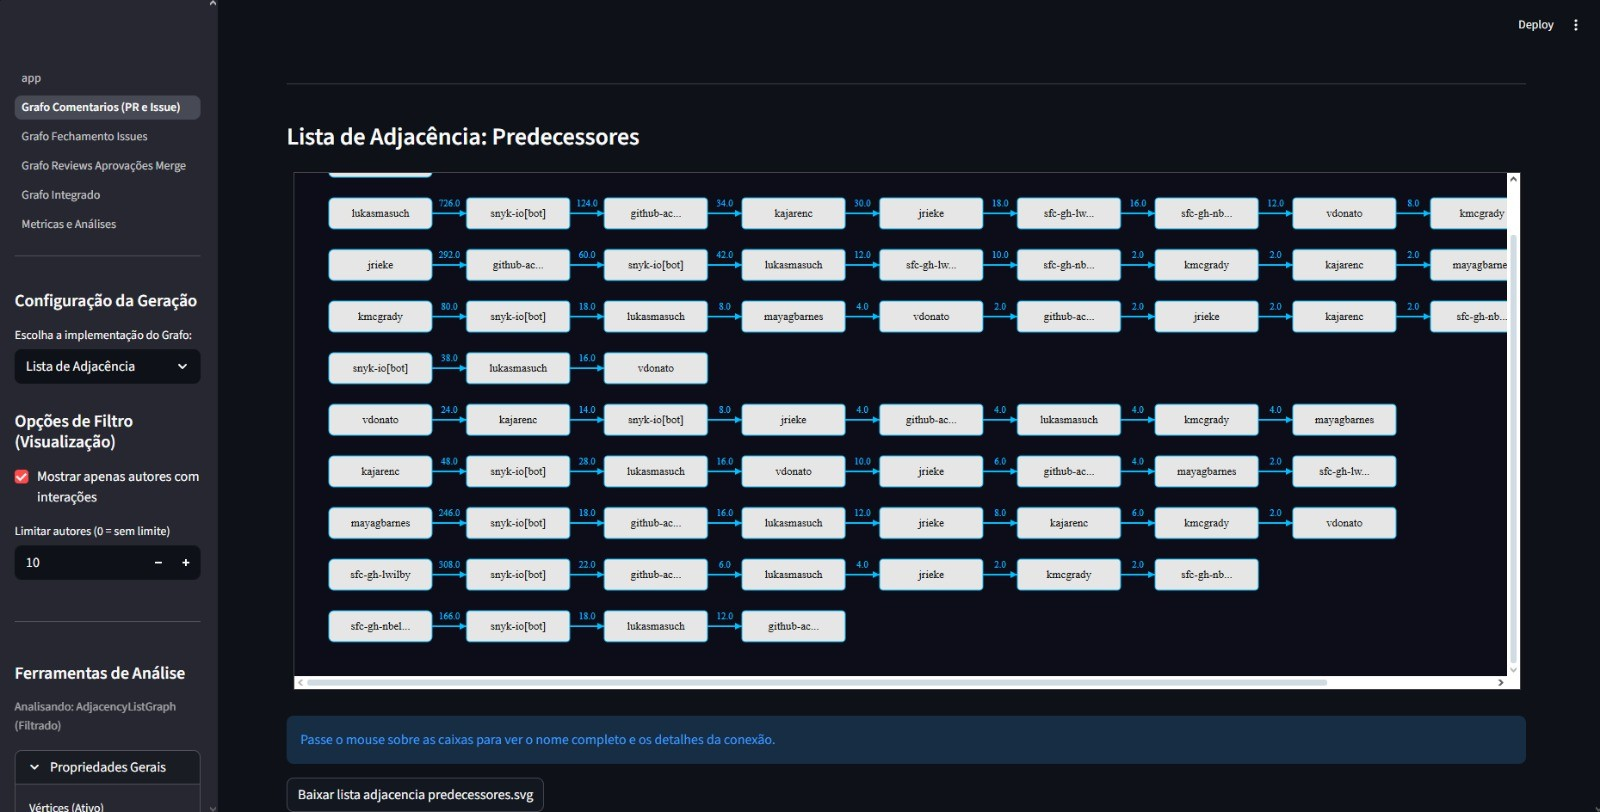 Deploy
app
Grafo Comentarios (PR e Issue)
Grafo Fechamento Issues
Grafo Reviews Aprovações Merge
Grafo Integrado
Metricas e Análises
Configuração da Geração
Escolha a implementação do Grafo:
Lista de Adjacência
Opções de Filtro
(Visualização)
Mostrar apenas autores com
interações
Limitar autores (0 = sem limite)
10 − +
Ferramentas de Análise
Analisando: AdjacencyListGraph
(Filtrado)
Propriedades Gerais
Vértices (Ativo)
Lista de Adjacência: Predecessores
lukasmasuch 726.0 snyk-io[bot] 124.0 github-ac... 34.0 kajarenc 30.0 jrieke 18.0 sfc-gh-lw... 16.0 sfc-gh-nb... 12.0 vdonato 8.0 kmcgrady
jrieke 292.0 github-ac... 60.0 snyk-io[bot] 42.0 lukasmasuch 12.0 sfc-gh-lw... 10.0 sfc-gh-nb... 2.0 kmcgrady 2.0 kajarenc 2.0 mayagbarne
kmcgrady 80.0 snyk-io[bot] 18.0 lukasmasuch 8.0 mayagbarnes 4.0 vdonato 2.0 github-ac... 2.0 jrieke 2.0 kajarenc 2.0 sfc-gh-nb...
snyk-io[bot] 38.0 lukasmasuch 16.0 vdonato
vdonato 24.0 kajarenc 14.0 snyk-io[bot] 8.0 jrieke 4.0 github-ac... 4.0 lukasmasuch 4.0 kmcgrady 4.0 mayagbarnes
kajarenc 48.0 snyk-io[bot] 28.0 lukasmasuch 16.0 vdonato 10.0 jrieke 6.0 github-ac... 4.0 mayagbarnes 2.0 sfc-gh-lw...
mayagbarnes 246.0 snyk-io[bot] 18.0 github-ac... 16.0 lukasmasuch 12.0 jrieke 8.0 kajarenc 6.0 kmcgrady 2.0 vdonato
sfc-gh-lwilby 308.0 snyk-io[bot] 22.0 github-ac... 6.0 lukasmasuch 4.0 jrieke 2.0 kmcgrady 2.0 sfc-gh-nb...
sfc-gh-nbel... 166.0 snyk-io[bot] 18.0 lukasmasuch 12.0 github-ac...
Passe o mouse sobre as caixas para ver o nome completo e os detalhes da conexão.
Baixar lista adjacencia predecessores.svg